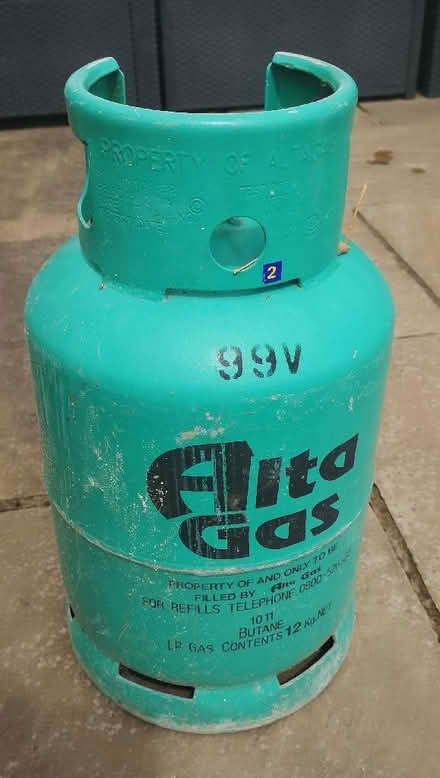 PROPERTY OF ALTAGAS
2
99V
Alta
Gas
PROPERTY OF AND ONLY TO BE
FILLED BY Alta Gas
FOR REFILLS TELEPHONE
1011
BUTANE
LP GAS CONTENTS 12 KG.NET